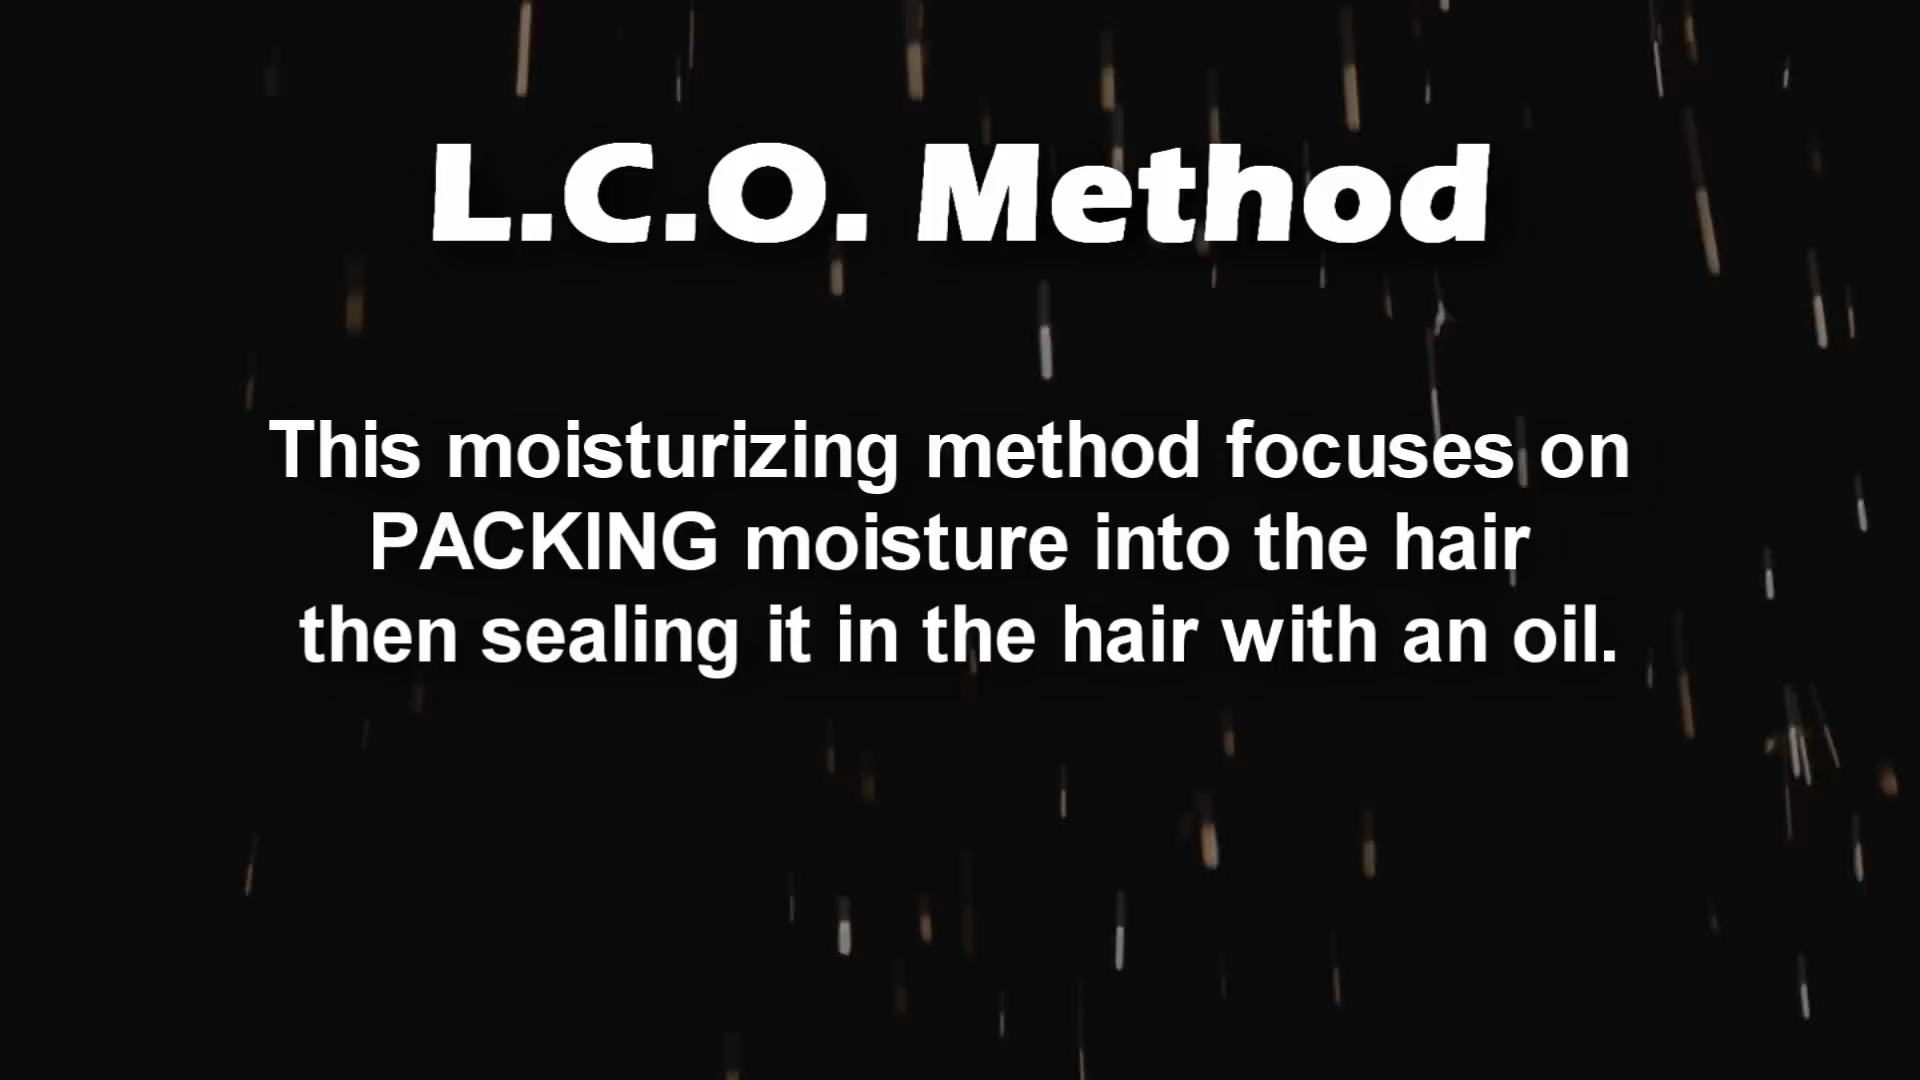 L.C.O. Method
This moisturizing method focuses on
PACKING moisture into the hair
then sealing it in the hair with an oil.